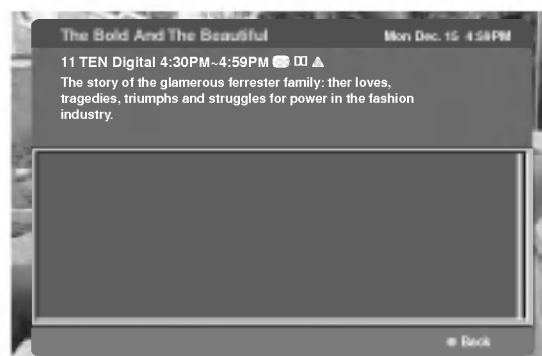 The Bold And The Beautiful
Mon Dec. 15 4:59PM
11 TEN Digital 4:30PM~4:59PM
The story of the glamerous ferrester family: ther loves,
tragedies, triumphs and struggles for power in the fashion
industry.
Back